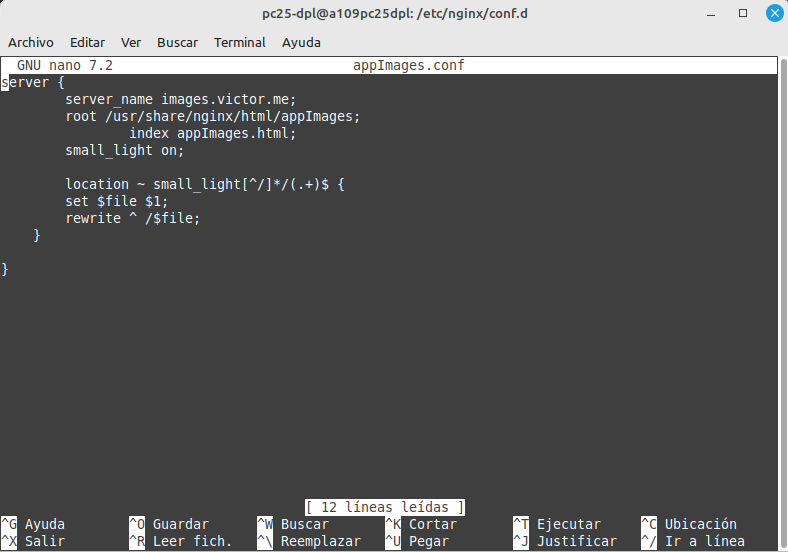 pc25-dpl@a109pc25dpl: /etc/nginx/conf.d
Archivo Editar Ver Buscar Terminal Ayuda
GNU nano 7.2 appImages.conf
server {
        server_name images.victor.me;
        root /usr/share/nginx/html/appImages;
                index appImages.html;
        small_light on;
        location ~ small_light[^/]*/(.+)$ {
        set $file $1;
        rewrite ^ /$file;
    }
}
[ 12 líneas leídas ]
^G Ayuda ^O Guardar ^W Buscar ^K Cortar ^T Ejecutar ^C Ubicación
^X Salir ^R Leer fich. ^\ Reemplazar ^U Pegar ^J Justificar ^/ Ir a línea